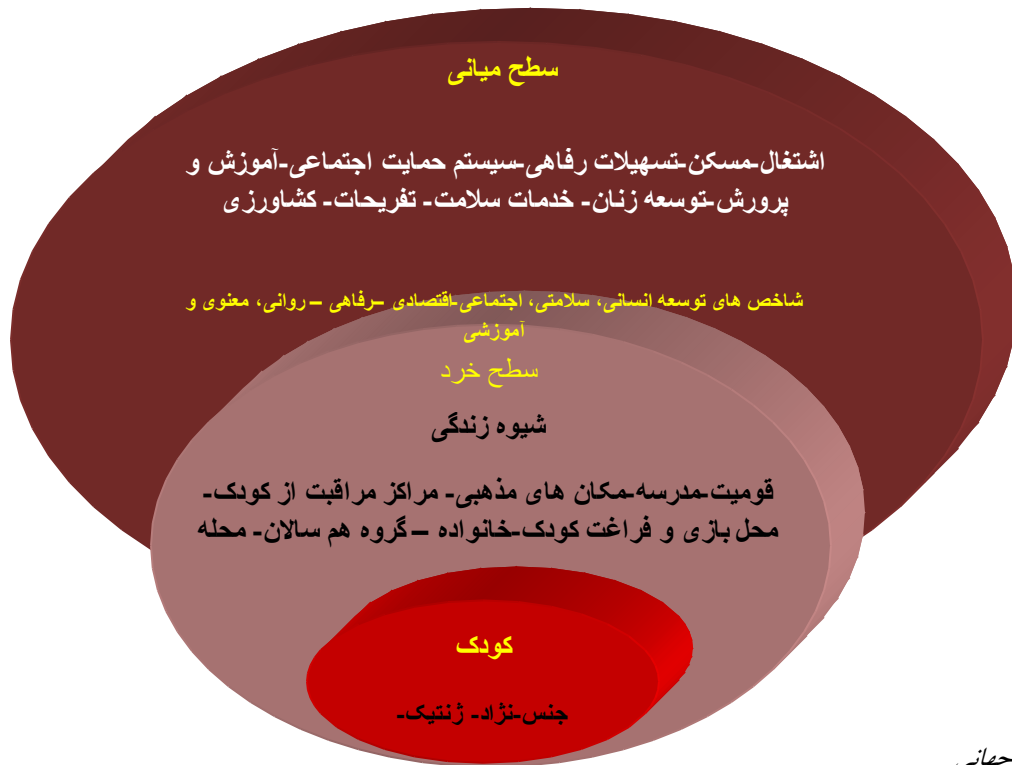 سطح میانی
اشتغال-مسکن-تسهیلات رفاهی-سیستم حمایت اجتماعی-آموزش و
پرورش-توسعه زنان- خدمات سلامت- تفریحات- کشاورزی
شاخص های توسعه انسانی، سلامتی، اجتماعی-اقتصادی –رفاهی – روانی، معنوی و
آموزشی
سطح خرد
شیوه زندگی
قومیت-مدرسه-مکان های مذهبی- مراکز مراقبت از کودک-
محل بازی و فراغت کودک-خانواده – گروه هم سالان- محله
کودک
جنس-نژاد- ژنتیک-
جهانی